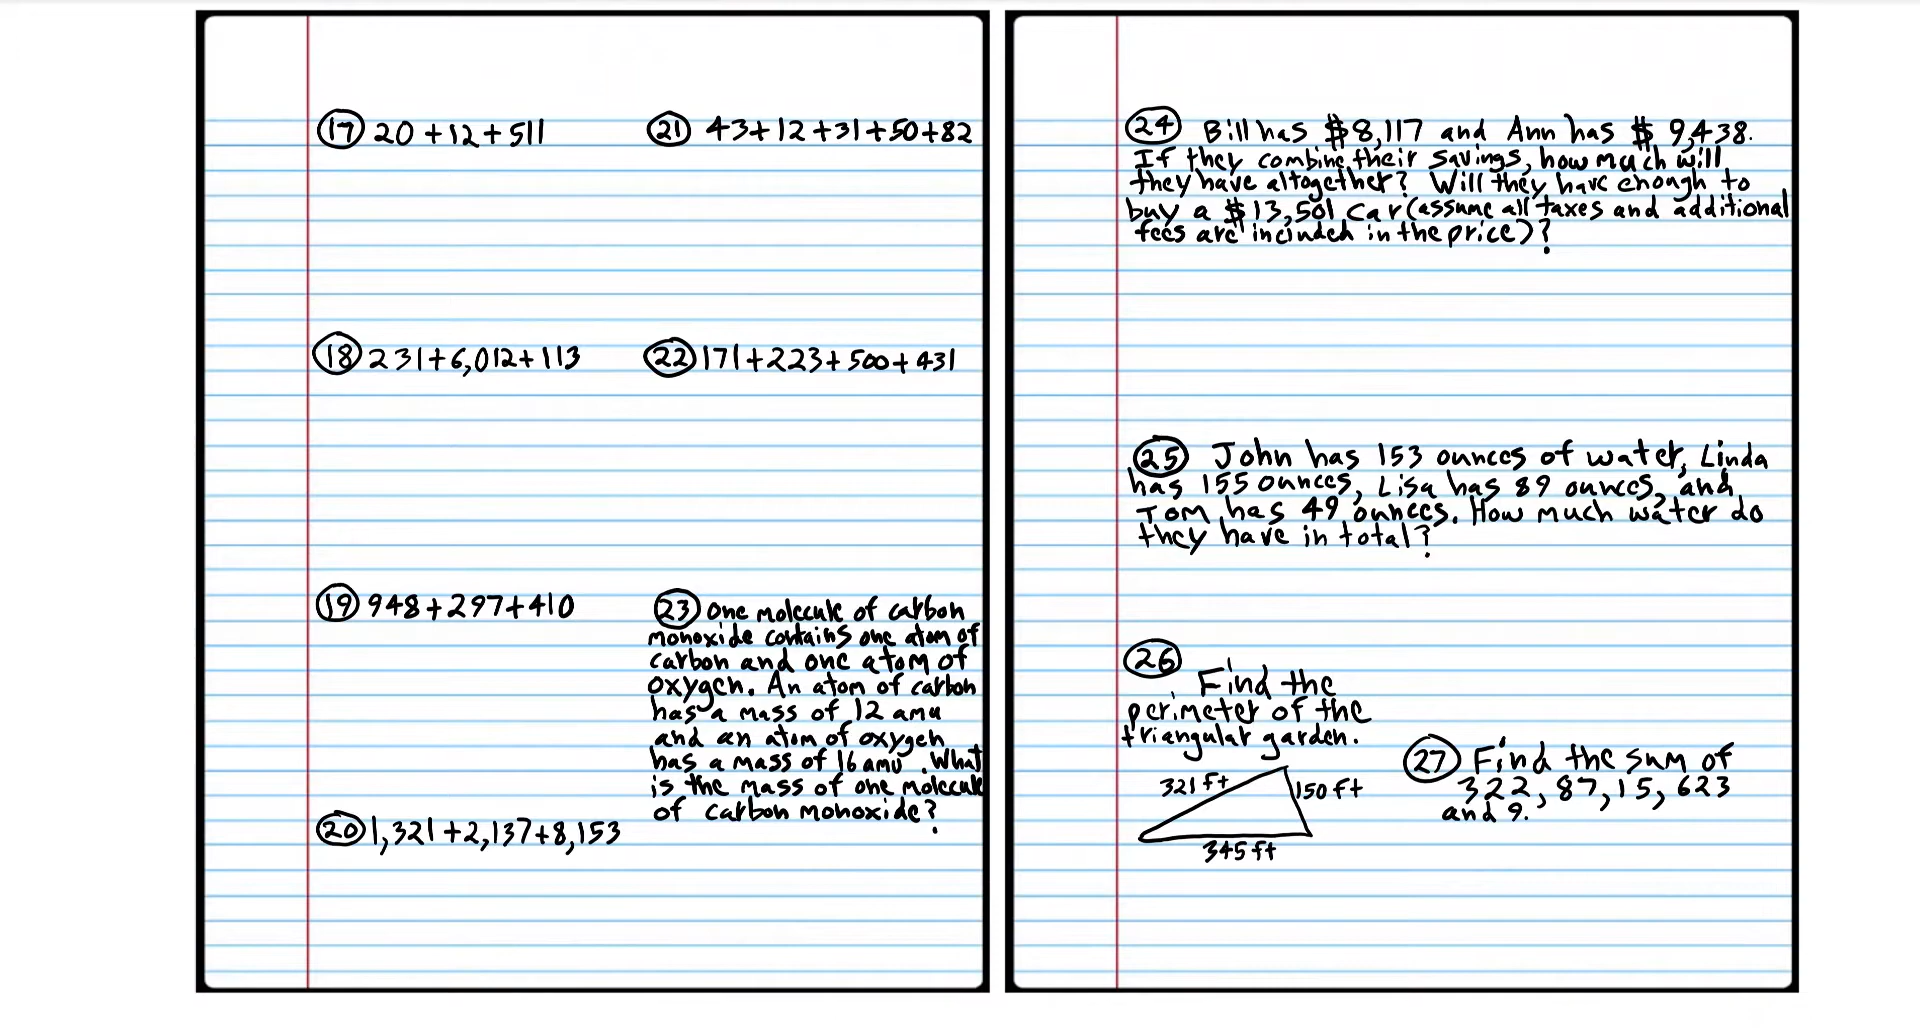 17 20 + 12 + 511
18 231 + 6,012 + 113
19 948 + 297 + 410
20 1,321 + 2,137 + 8,153
21 43 + 12 + 31 + 50 + 82
22 171 + 223 + 500 + 431
23 One molecule of carbon
monoxide contains one atom of
carbon and one atom of
oxygen. An atom of carbon
has a mass of 12 amu
and an atom of oxygen
has a mass of 16 amu. What
is the mass of one molecule
of carbon monoxide?
24 Bill has $8,117 and Ann has $9,438.
If they combine their savings, how much will
they have altogether? Will they have enough to
buy a $13,501 car (assume all taxes and additional
fees are included in the price)?
25 John has 153 ounces of water, Linda
has 155 ounces, Lisa has 89 ounces, and
Tom has 49 ounces. How much water do
they have in total?
26
Find the
perimeter of the
triangular garden.
321 ft
150 ft
345 ft
27 Find the sum of
322, 87, 15, 623
and 9.